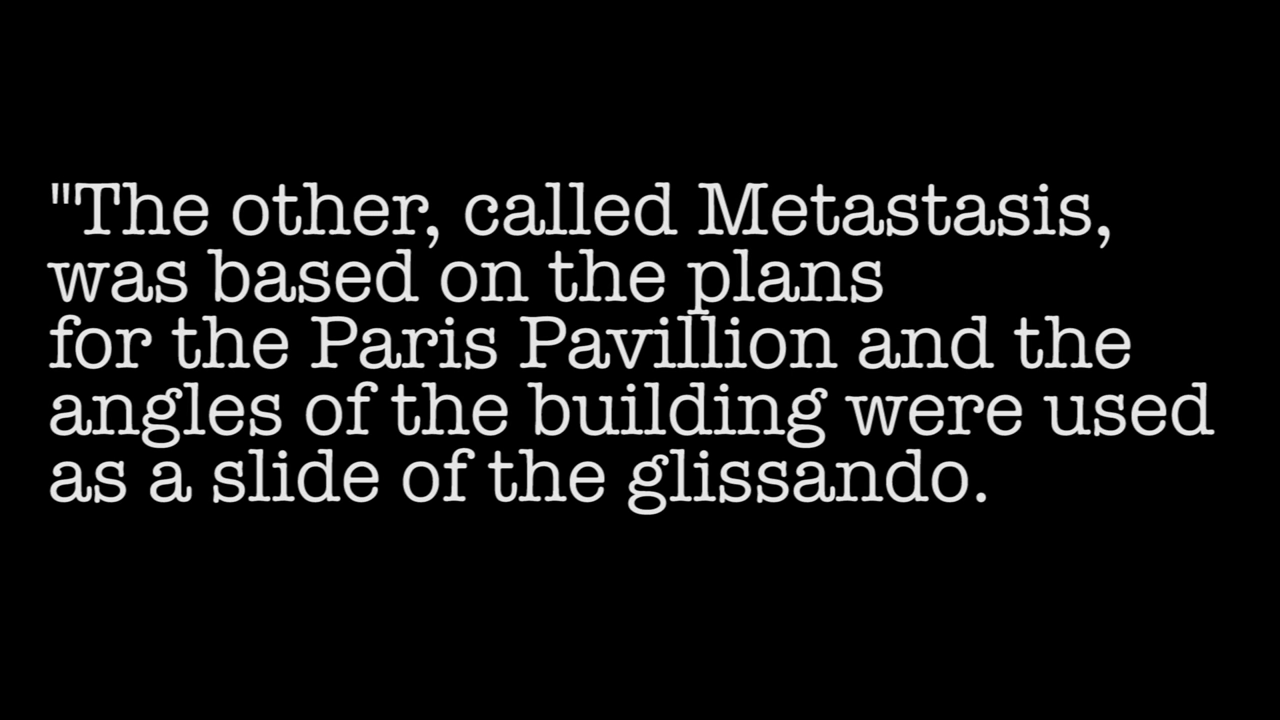 "The other, called Metastasis,
was based on the plans
for the Paris Pavillion and the
angles of the building were used
as a slide of the glissando.